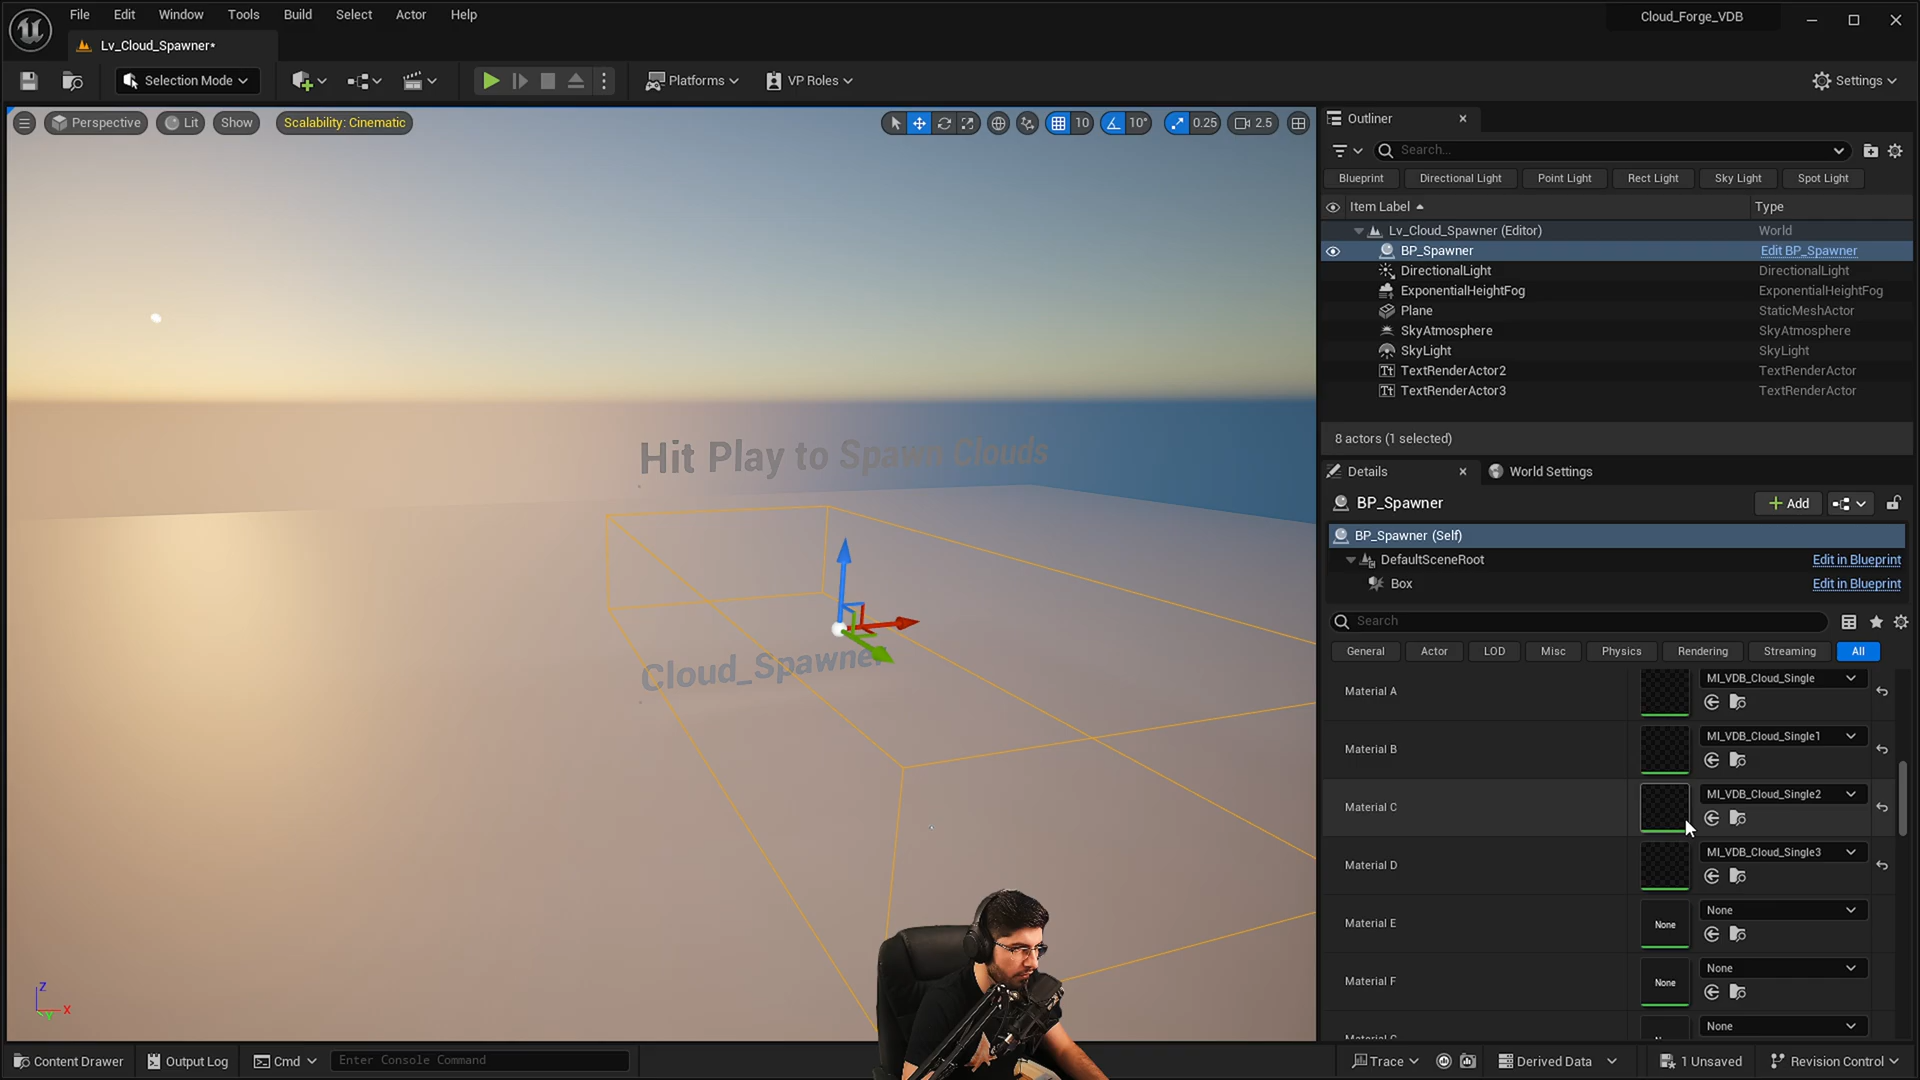 File Edit Window Tools Build Select Actor Help
Cloud_Forge_VDB
Lv_Cloud_Spawner*
Selection Mode
Platforms
VP Roles
Settings
Perspective
Lit
Show
Scalability: Cinematic
10
10°
0.25
2.5
Hit Play to Spawn Clouds
Cloud_Spawner
Z
X
Y
Outliner
Search...
Blueprint
Directional Light
Point Light
Rect Light
Sky Light
Spot Light
Item Label
Type
Lv_Cloud_Spawner (Editor)
World
BP_Spawner
Edit BP_Spawner
DirectionalLight
DirectionalLight
ExponentialHeightFog
ExponentialHeightFog
Plane
StaticMeshActor
SkyAtmosphere
SkyAtmosphere
SkyLight
SkyLight
TextRenderActor2
TextRenderActor
TextRenderActor3
TextRenderActor
8 actors (1 selected)
Details
World Settings
BP_Spawner
Add
BP_Spawner (Self)
DefaultSceneRoot
Edit in Blueprint
Box
Edit in Blueprint
Search
General
Actor
LOD
Misc
Physics
Rendering
Streaming
All
Material A
MI_VDB_Cloud_Single
Material B
MI_VDB_Cloud_Single1
Material C
MI_VDB_Cloud_Single2
Material D
MI_VDB_Cloud_Single3
Material E
None
None
Material F
None
None
None
Content Drawer
Output Log
Cmd
Enter Console Command
Trace
Derived Data
1 Unsaved
Revision Control